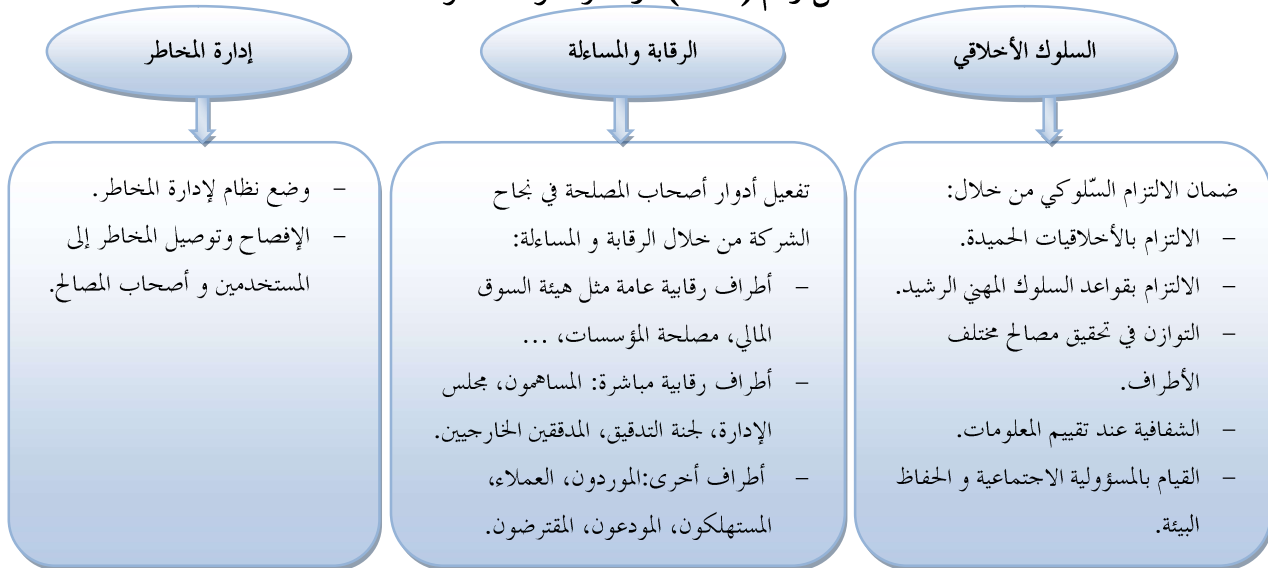 السلوك الأخلاقي
ضمان الالتزام السّلوكي من خلال:
– الالتزام بالأخلاقيات الحميدة.
– الالتزام بقواعد السلوك المهني الرشيد.
– التوازن في تحقيق مصالح مختلف
الأطراف.
– الشفافية عند تقييم المعلومات.
– القيام بالمسؤولية الاجتماعية و الحفاظ
البيئة.
الرقابة والمساءلة
تفعيل أدوار أصحاب المصلحة في نجاح
الشركة من خلال الرقابة و المساءلة:
– أطراف رقابية عامة مثل هيئة السوق
المالي، مصلحة المؤسسات، ...
– أطراف رقابية مباشرة: المساهمون، مجلس
الإدارة، لجنة التدقيق، المدققين الخارجيين.
– أطراف أخرى:الموردون، العملاء،
المستهلكون، المودعون، المقترضون.
إدارة المخاطر
– وضع نظام لإدارة المخاطر.
– الإفصاح وتوصيل المخاطر إلى
المستخدمين و أصحاب المصالح.